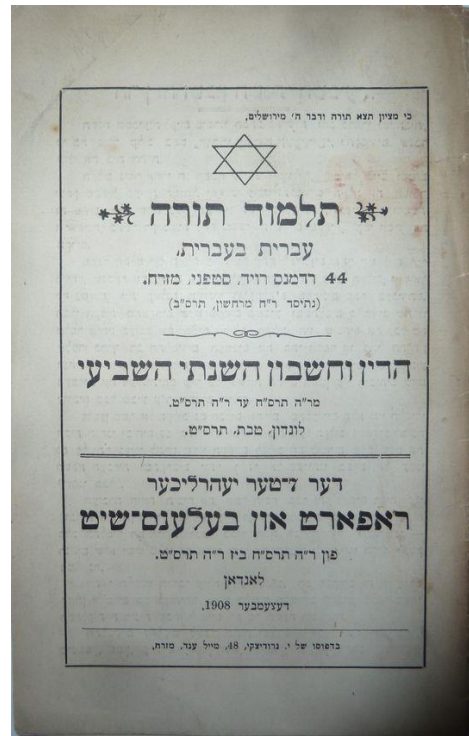 כי מציון תצא תורה ודבר ה׳ מירושלים.
תלמוד תורה
עברית בעברית,
44 רדמנס רויד, סטפני, מזרח.
(נתיסד ר״ח מרחשון, תרס״ב)
הדין וחשבון השנתי השביעי
מר״ה תרס״ח עד ר״ה תרס״ט.
לונדון, טבת, תרס״ט.
דער 7־טער יעהרליכער
ראפארט און בעלענס־שיט
פון ר״ה תרס״ח ביז ר״ה תרס״ט.
לאנדאן
דעצעמבער 1908.
בדפוסו של י. נרודיצקי, 48, מייל ענד, מזרח.